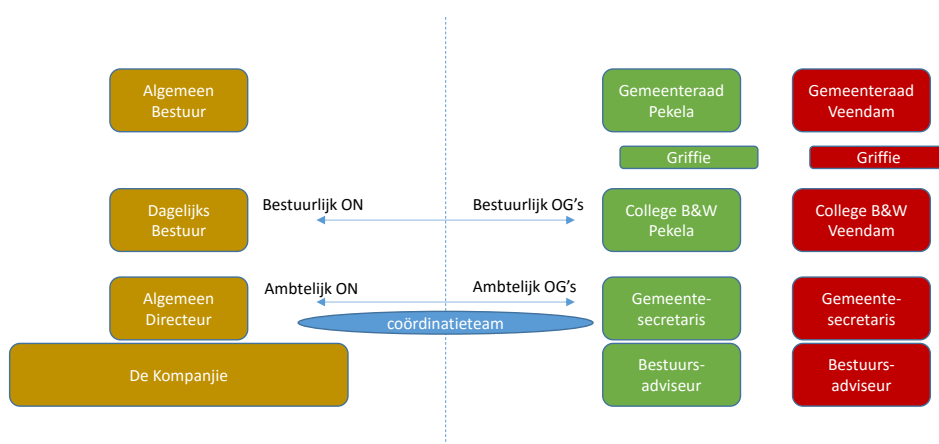 Algemeen
Bestuur
Gemeenteraad
Pekela
Gemeenteraad
Veendam
Griffie
Griffie
Dagelijks
Bestuur
Bestuurlijk ON
Bestuurlijk OG's
College B&W
Pekela
College B&W
Veendam
Algemeen
Directeur
Ambtelijk ON
Ambtelijk OG's
coördinatieteam
Gemeente-
secretaris
Gemeente-
secretaris
De Kompanjie
Bestuurs-
adviseur
Bestuurs-
adviseur